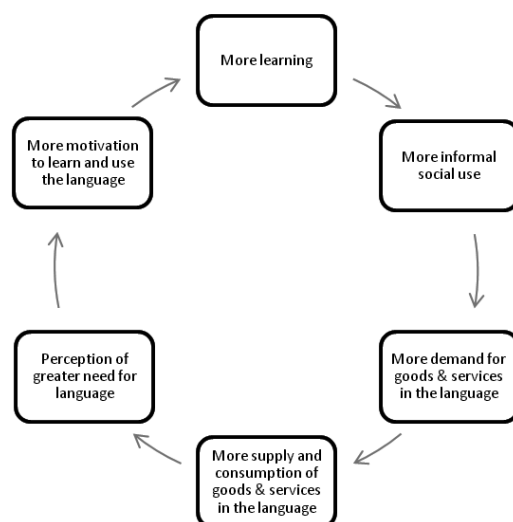 More learning
More informal
social use
More demand for
goods & services
in the language
More supply and
consumption of
goods & services
in the language
Perception of
greater need for
language
More motivation
to learn and use
the language